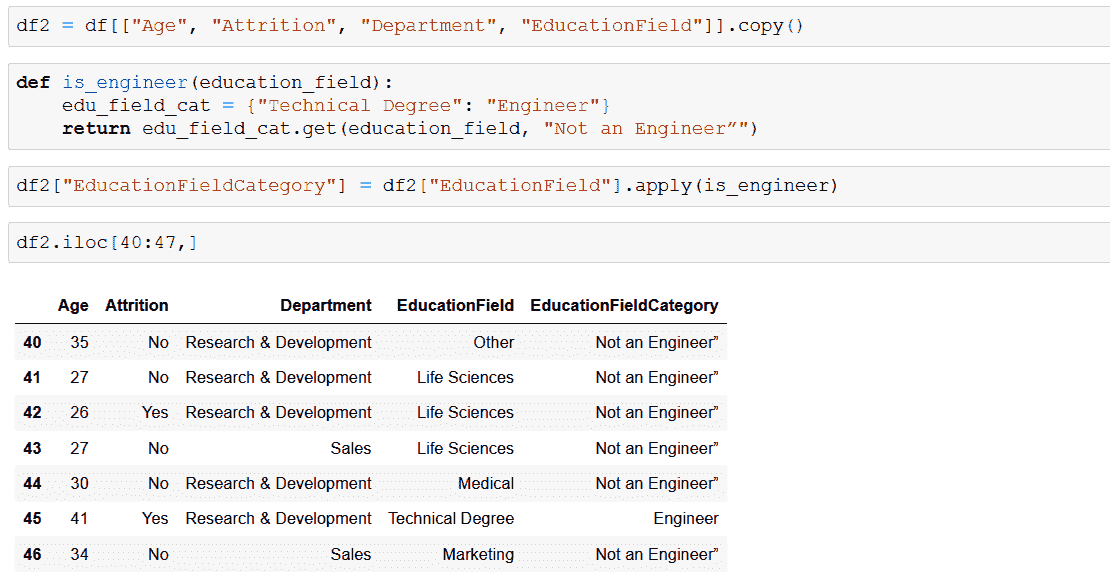 df2 = df[["Age", "Attrition", "Department", "EducationField"]].copy()
def is_engineer(education_field):
    edu_field_cat = {"Technical Degree": "Engineer"}
    return edu_field_cat.get(education_field, "Not an Engineer”")
df2["EducationFieldCategory"] = df2["EducationField"].apply(is_engineer)
df2.iloc[40:47,]
Age Attrition Department EducationField EducationFieldCategory
40 35 No Research & Development Other Not an Engineer”
41 27 No Research & Development Life Sciences Not an Engineer”
42 26 Yes Research & Development Life Sciences Not an Engineer”
43 27 No Sales Life Sciences Not an Engineer”
44 30 No Research & Development Medical Not an Engineer”
45 41 Yes Research & Development Technical Degree Engineer
46 34 No Sales Marketing Not an Engineer”